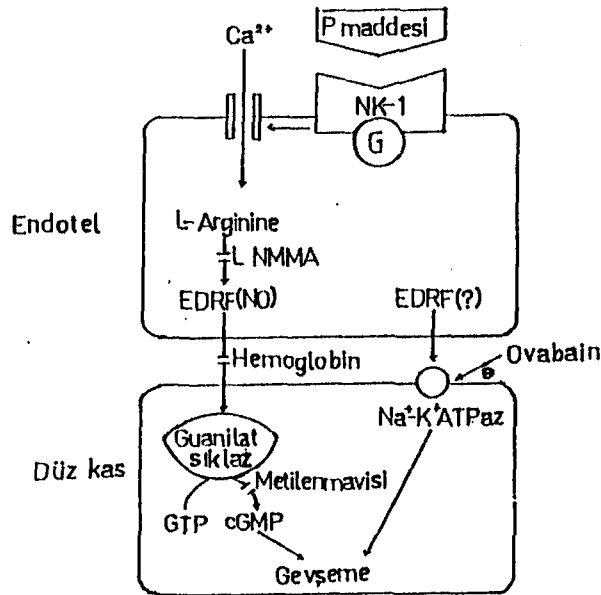 P maddesi
Ca²⁺
NK-1
G
Endotel
L-Arginine
L NMMA
EDRF(NO)
EDRF(?)
Hemoglobin
Ovabain
Na⁺-K⁺ATPaz
Düz kas
Guanilat
siklaz
Metilenmavisi
GTP
cGMP
Gevşeme